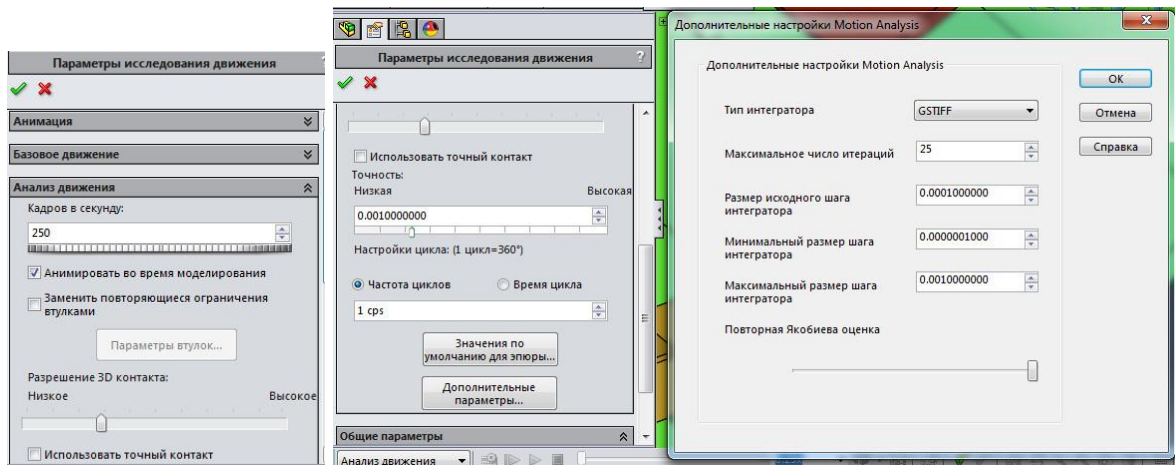 Параметры исследования движения
Анимация
Базовое движение
Анализ движения
Кадров в секунду:
250
Анимировать во время моделирования
Заменить повторяющиеся ограничения
втулками
Параметры втулок...
Разрешение 3D контакта:
Низкое Высокое
Использовать точный контакт
Параметры исследования движения
?
Использовать точный контакт
Точность:
Низкая Высокая
0.0010000000
Настройки цикла: (1 цикл=360°)
Частота циклов Время цикла
1 cps
Значения по
умолчанию для эпюры...
Дополнительные
параметры...
Общие параметры
Анализ движения
Дополнительные настройки Motion Analysis
Дополнительные настройки Motion Analysis
Тип интегратора GSTIFF
Максимальное число итераций 25
Размер исходного шага
интегратора
0.0001000000
Минимальный размер шага
интегратора
0.0000001000
Максимальный размер шага
интегратора
0.0010000000
Повторная Якобиева оценка
OK
Отмена
Справка